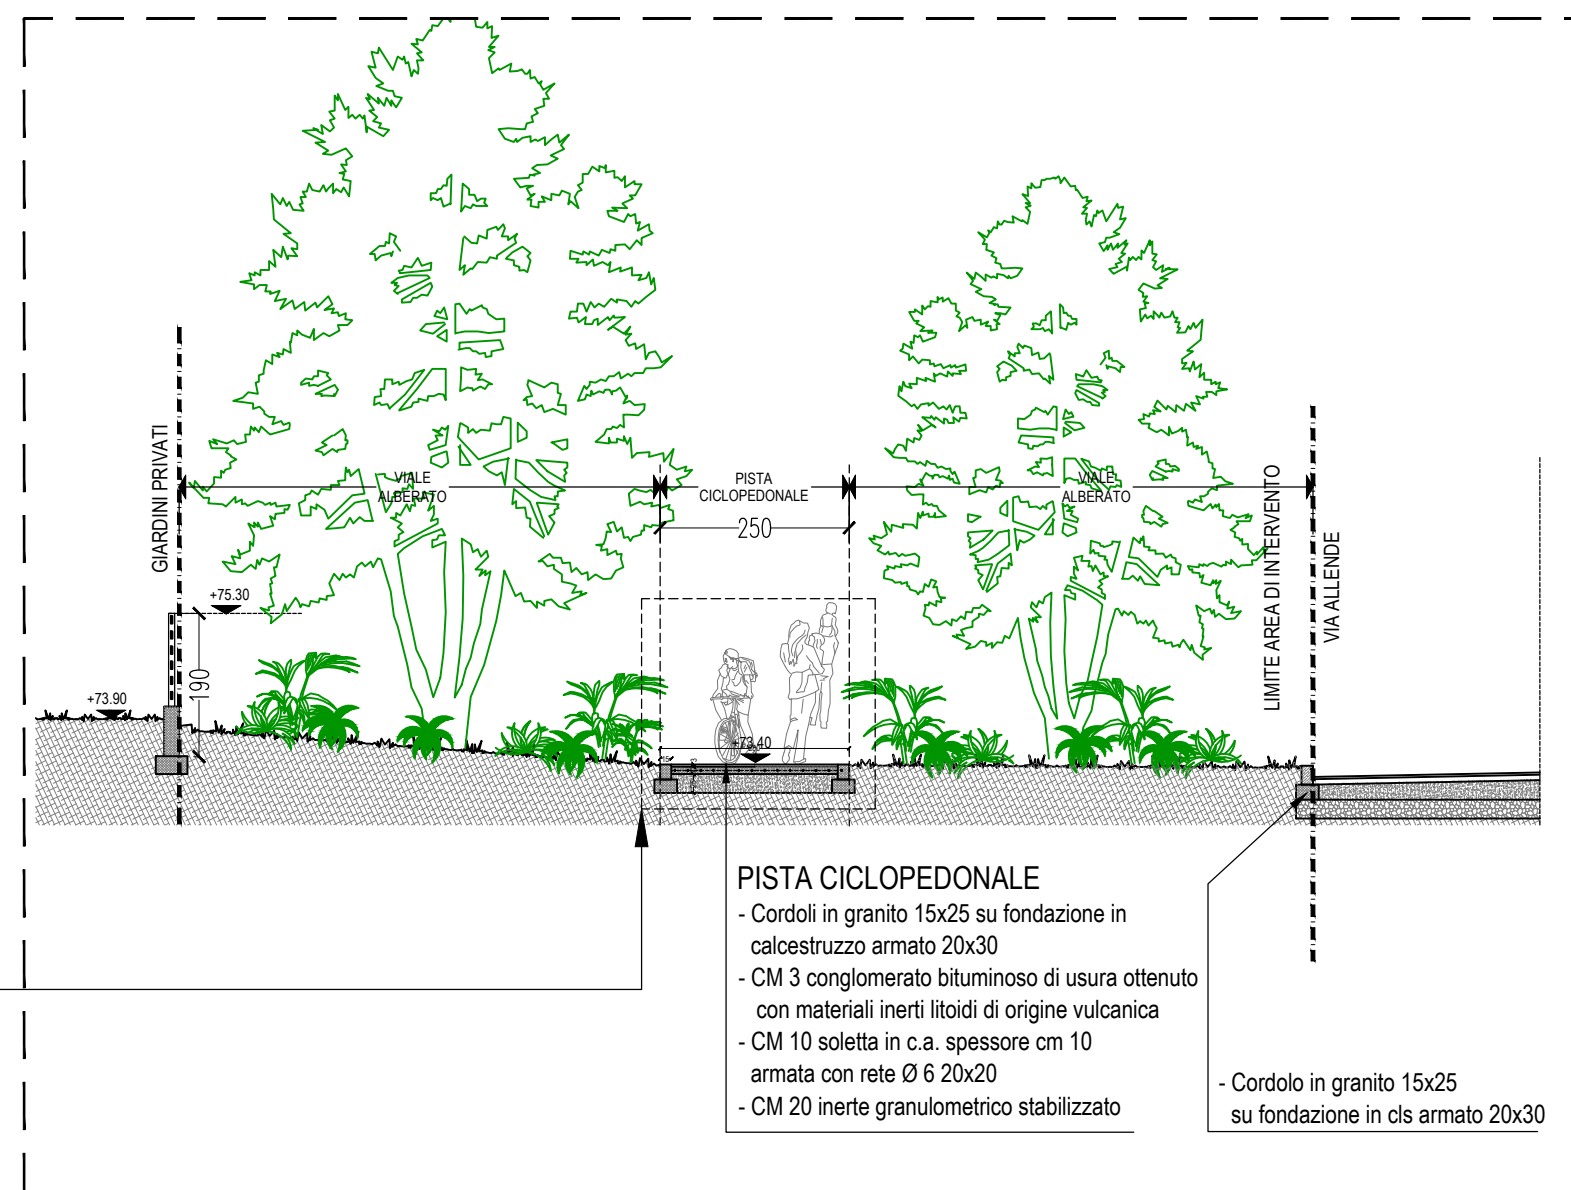 GIARDINI PRIVATI
VIALE
ALBERATO
PISTA
CICLOPEDONALE
250
VIALE
ALBERATO
LIMITE AREA DI INTERVENTO
VIA ALLENDE
+75.30
190
+73.90
+73.40
15
PISTA CICLOPEDONALE
- Cordoli in granito 15x25 su fondazione in
calcestruzzo armato 20x30
- CM 3 conglomerato bituminoso di usura ottenuto
con materiali inerti litoidi di origine vulcanica
- CM 10 soletta in c.a. spessore cm 10
armata con rete Ø 6 20x20
- CM 20 inerte granulometrico stabilizzato
- Cordolo in granito 15x25
su fondazione in cls armato 20x30